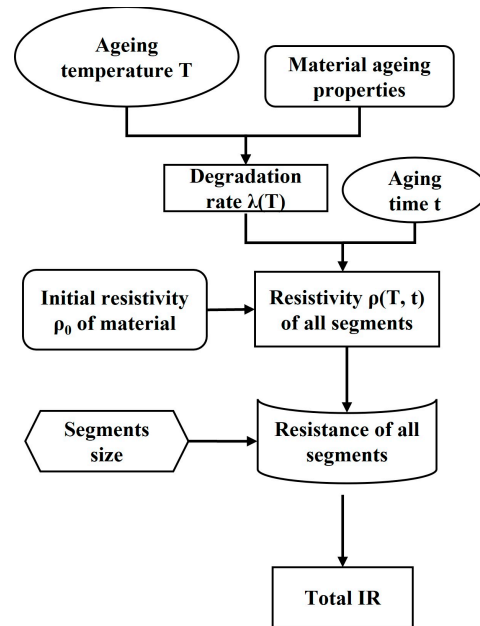 Ageing
temperature T
Material ageing
properties
Degradation
rate λ(T)
Aging
time t
Initial resistivity
ρ₀ of material
Resistivity ρ(T, t)
of all segments
Segments
size
Resistance of all
segments
Total IR